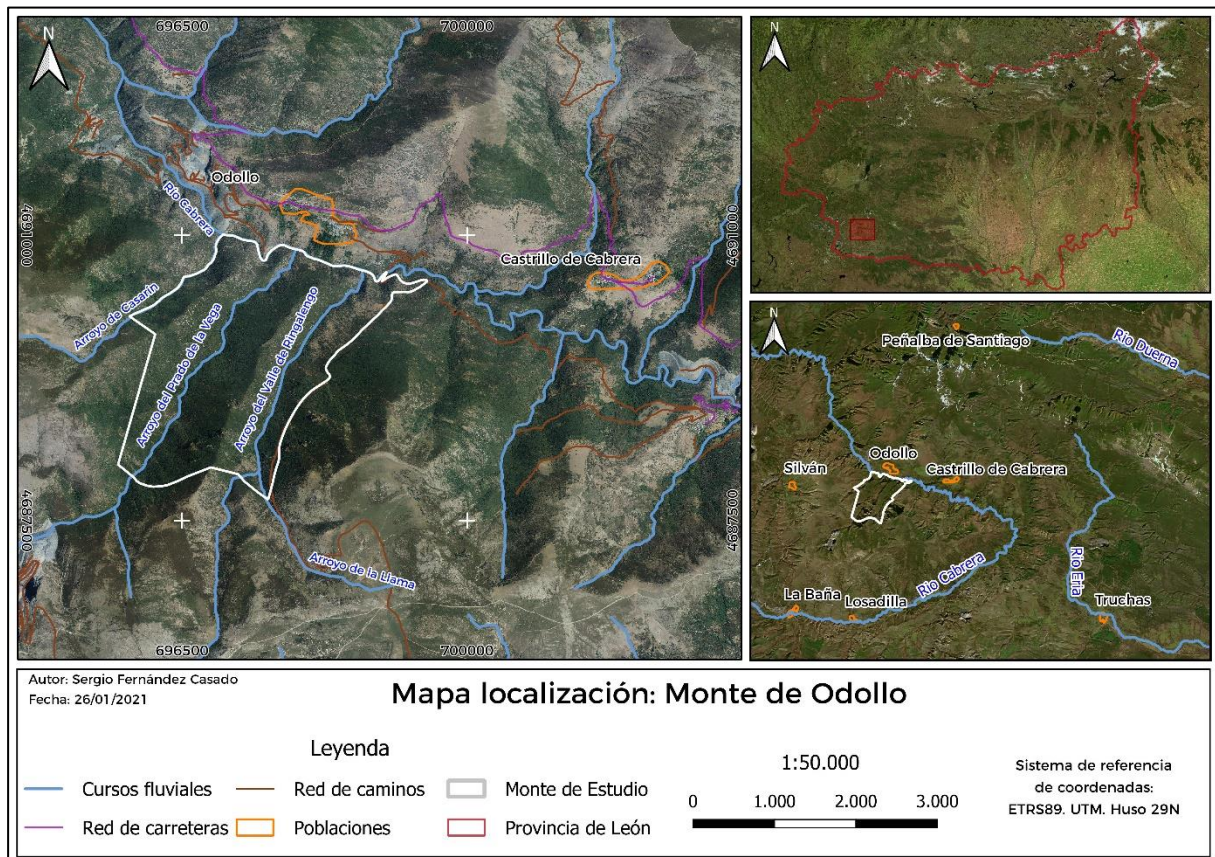 696500
700000
N
4691000
4691000
Odollo
Río Cabrera
Castrillo de Cabrera
Arroyo de Casarín
Arroyo del Prado de la Vega
Arroyo del Valle de Ringalengo
4687500
4687500
Arroyo de la Llama
696500
700000
N
N
Peñalba de Santiago
Río Duerna
Odollo
Silván
Castrillo de Cabrera
La Baña
Losadilla
Río Cabrera
Río Eria
Truchas
Autor: Sergio Fernández Casado
Fecha: 26/01/2021
Mapa localización: Monte de Odollo
Leyenda
Cursos fluviales
Red de caminos
Monte de Estudio
Red de carreteras
Poblaciones
Provincia de León
1:50.000
0 1.000 2.000 3.000
Sistema de referencia
de coordenadas:
ETRS89. UTM. Huso 29N